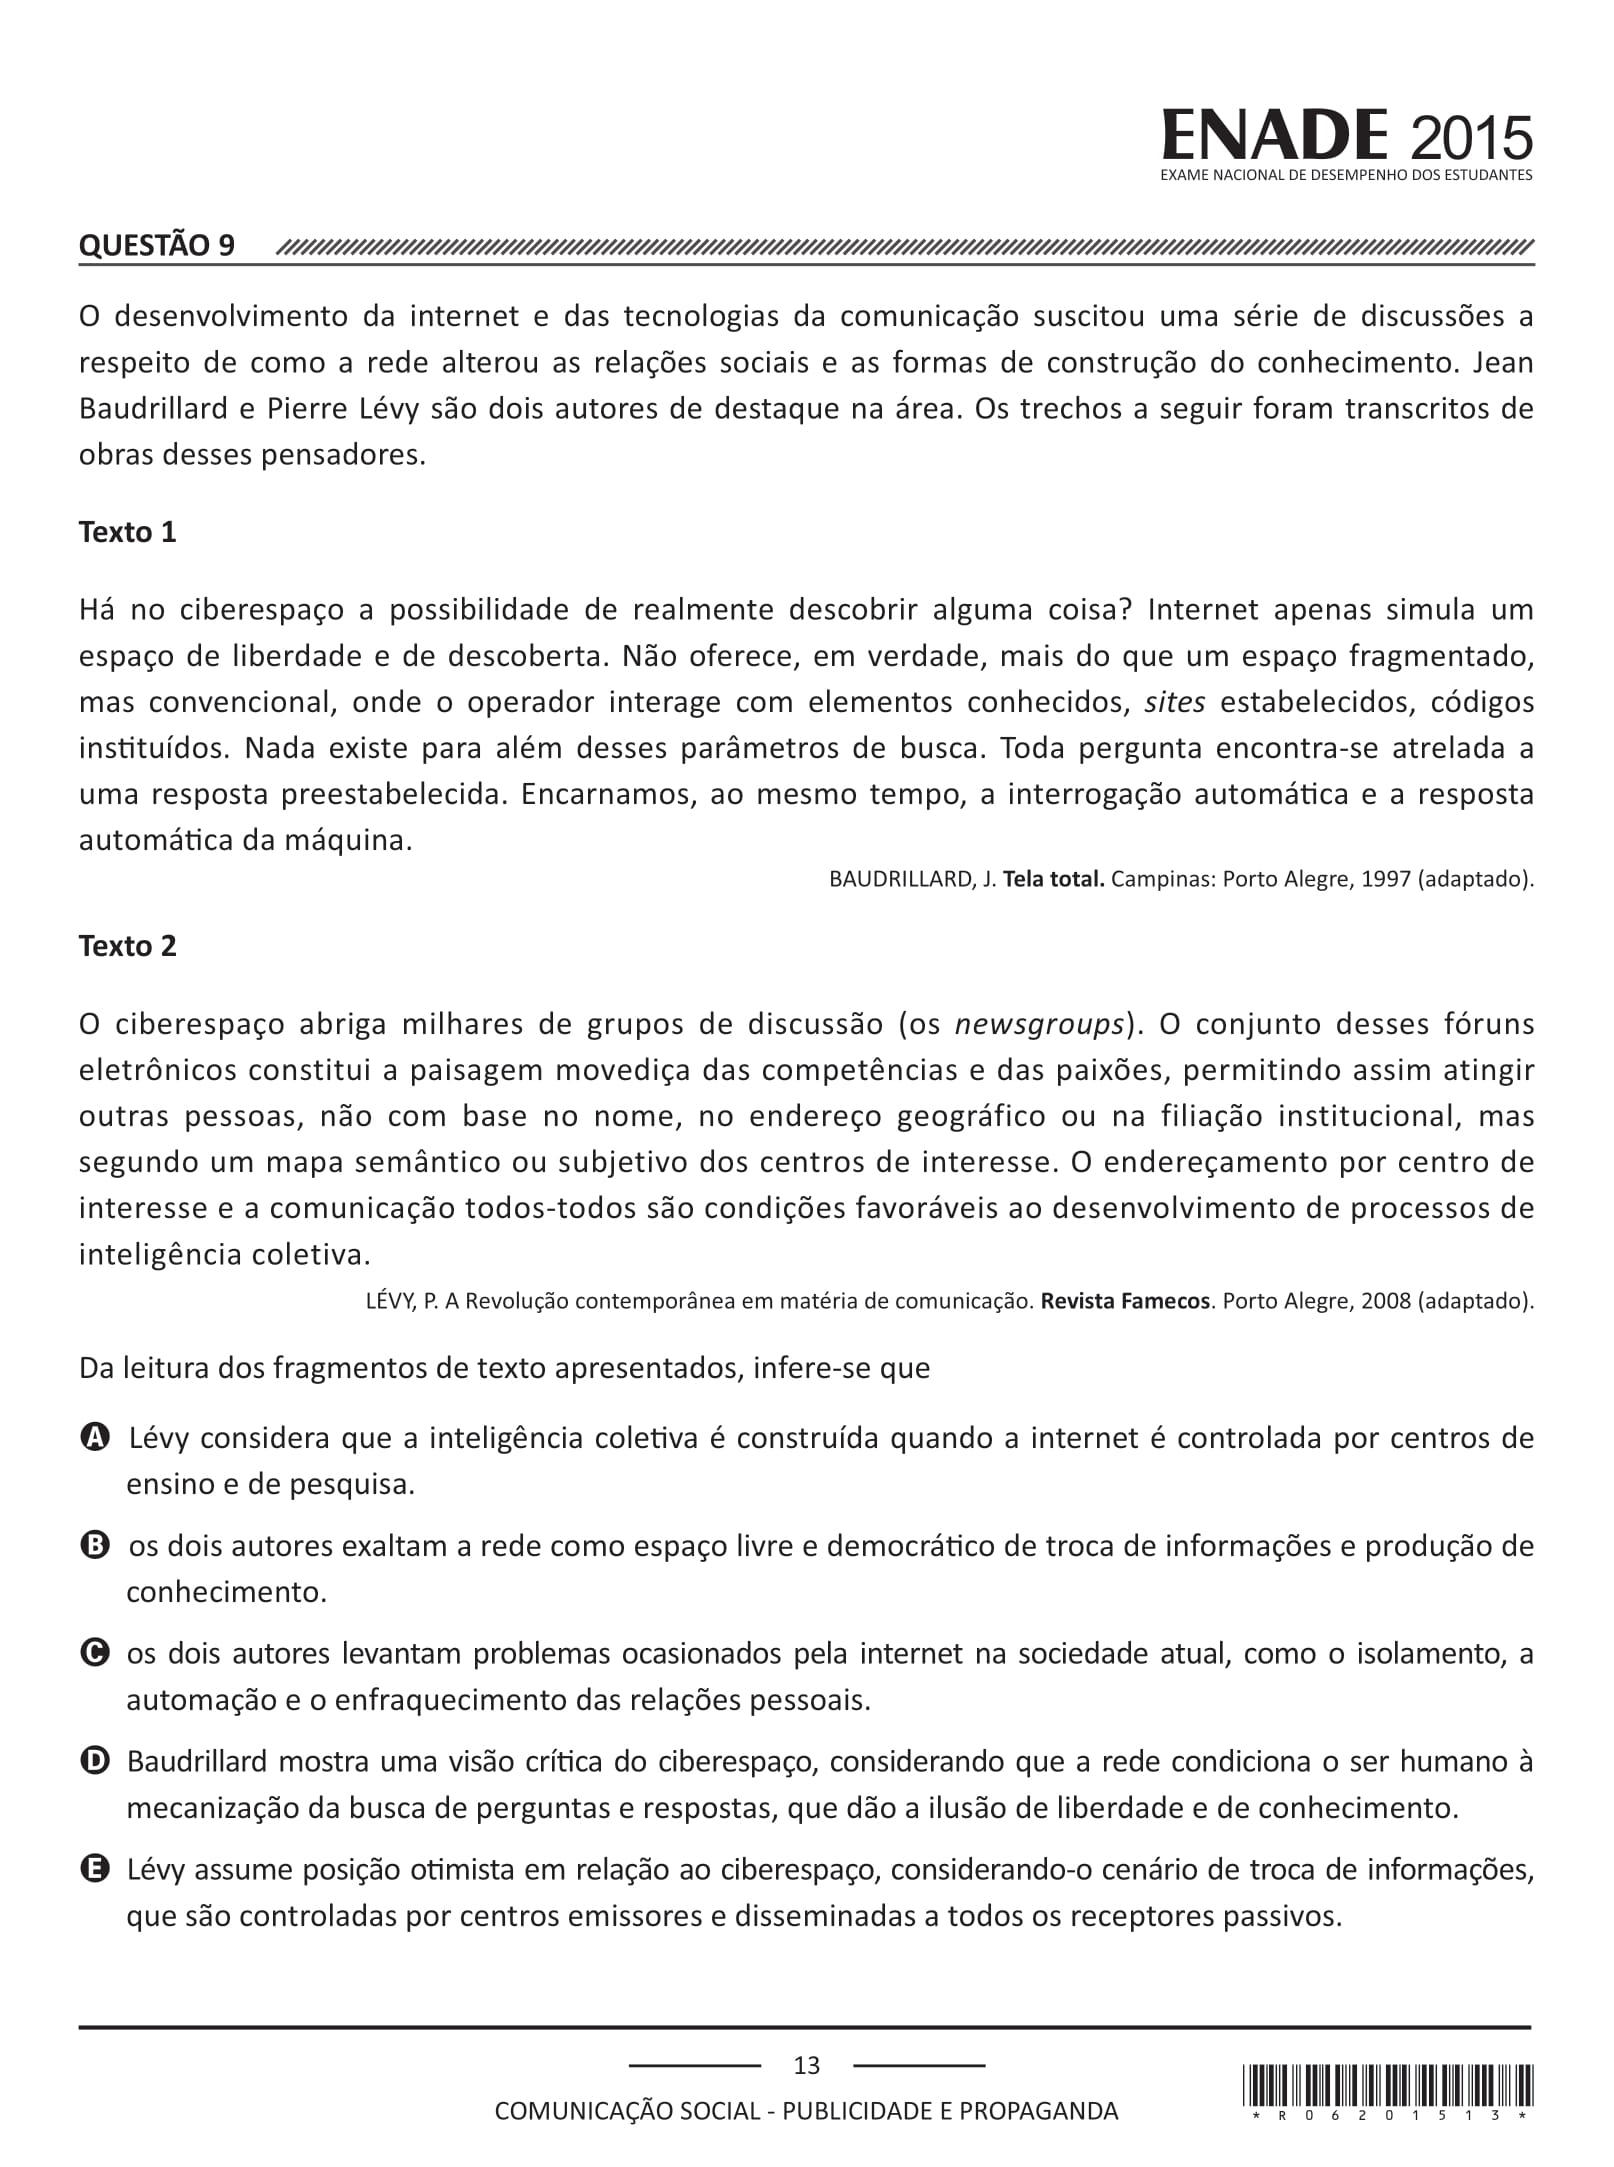 ENADE 2015
EXAME NACIONAL DE DESEMPENHO DOS ESTUDANTES
QUESTÃO 9
O desenvolvimento da internet e das tecnologias da comunicação suscitou uma série de discussões a
respeito de como a rede alterou as relações sociais e as formas de construção do conhecimento. Jean
Baudrillard e Pierre Lévy são dois autores de destaque na área. Os trechos a seguir foram transcritos de
obras desses pensadores.
Texto 1
Há no ciberespaço a possibilidade de realmente descobrir alguma coisa? Internet apenas simula um
espaço de liberdade e de descoberta. Não oferece, em verdade, mais do que um espaço fragmentado,
mas convencional, onde o operador interage com elementos conhecidos, sites estabelecidos, códigos
instituídos. Nada existe para além desses parâmetros de busca. Toda pergunta encontra-se atrelada a
uma resposta preestabelecida. Encarnamos, ao mesmo tempo, a interrogação automática e a resposta
automática da máquina.
BAUDRILLARD, J. Tela total. Campinas: Porto Alegre, 1997 (adaptado).
Texto 2
O ciberespaço abriga milhares de grupos de discussão (os newsgroups). O conjunto desses fóruns
eletrônicos constitui a paisagem movediça das competências e das paixões, permitindo assim atingir
outras pessoas, não com base no nome, no endereço geográfico ou na filiação institucional, mas
segundo um mapa semântico ou subjetivo dos centros de interesse. O endereçamento por centro de
interesse e a comunicação todos-todos são condições favoráveis ao desenvolvimento de processos de
inteligência coletiva.
LÉVY, P. A Revolução contemporânea em matéria de comunicação. Revista Famecos. Porto Alegre, 2008 (adaptado).
Da leitura dos fragmentos de texto apresentados, infere-se que
A Lévy considera que a inteligência coletiva é construída quando a internet é controlada por centros de
ensino e de pesquisa.
B os dois autores exaltam a rede como espaço livre e democrático de troca de informações e produção de
conhecimento.
C os dois autores levantam problemas ocasionados pela internet na sociedade atual, como o isolamento, a
automação e o enfraquecimento das relações pessoais.
D Baudrillard mostra uma visão crítica do ciberespaço, considerando que a rede condiciona o ser humano à
mecanização da busca de perguntas e respostas, que dão a ilusão de liberdade e de conhecimento.
E Lévy assume posição otimista em relação ao ciberespaço, considerando-o cenário de troca de informações,
que são controladas por centros emissores e disseminadas a todos os receptores passivos.
13
COMUNICAÇÃO SOCIAL - PUBLICIDADE E PROPAGANDA
*R06201513*